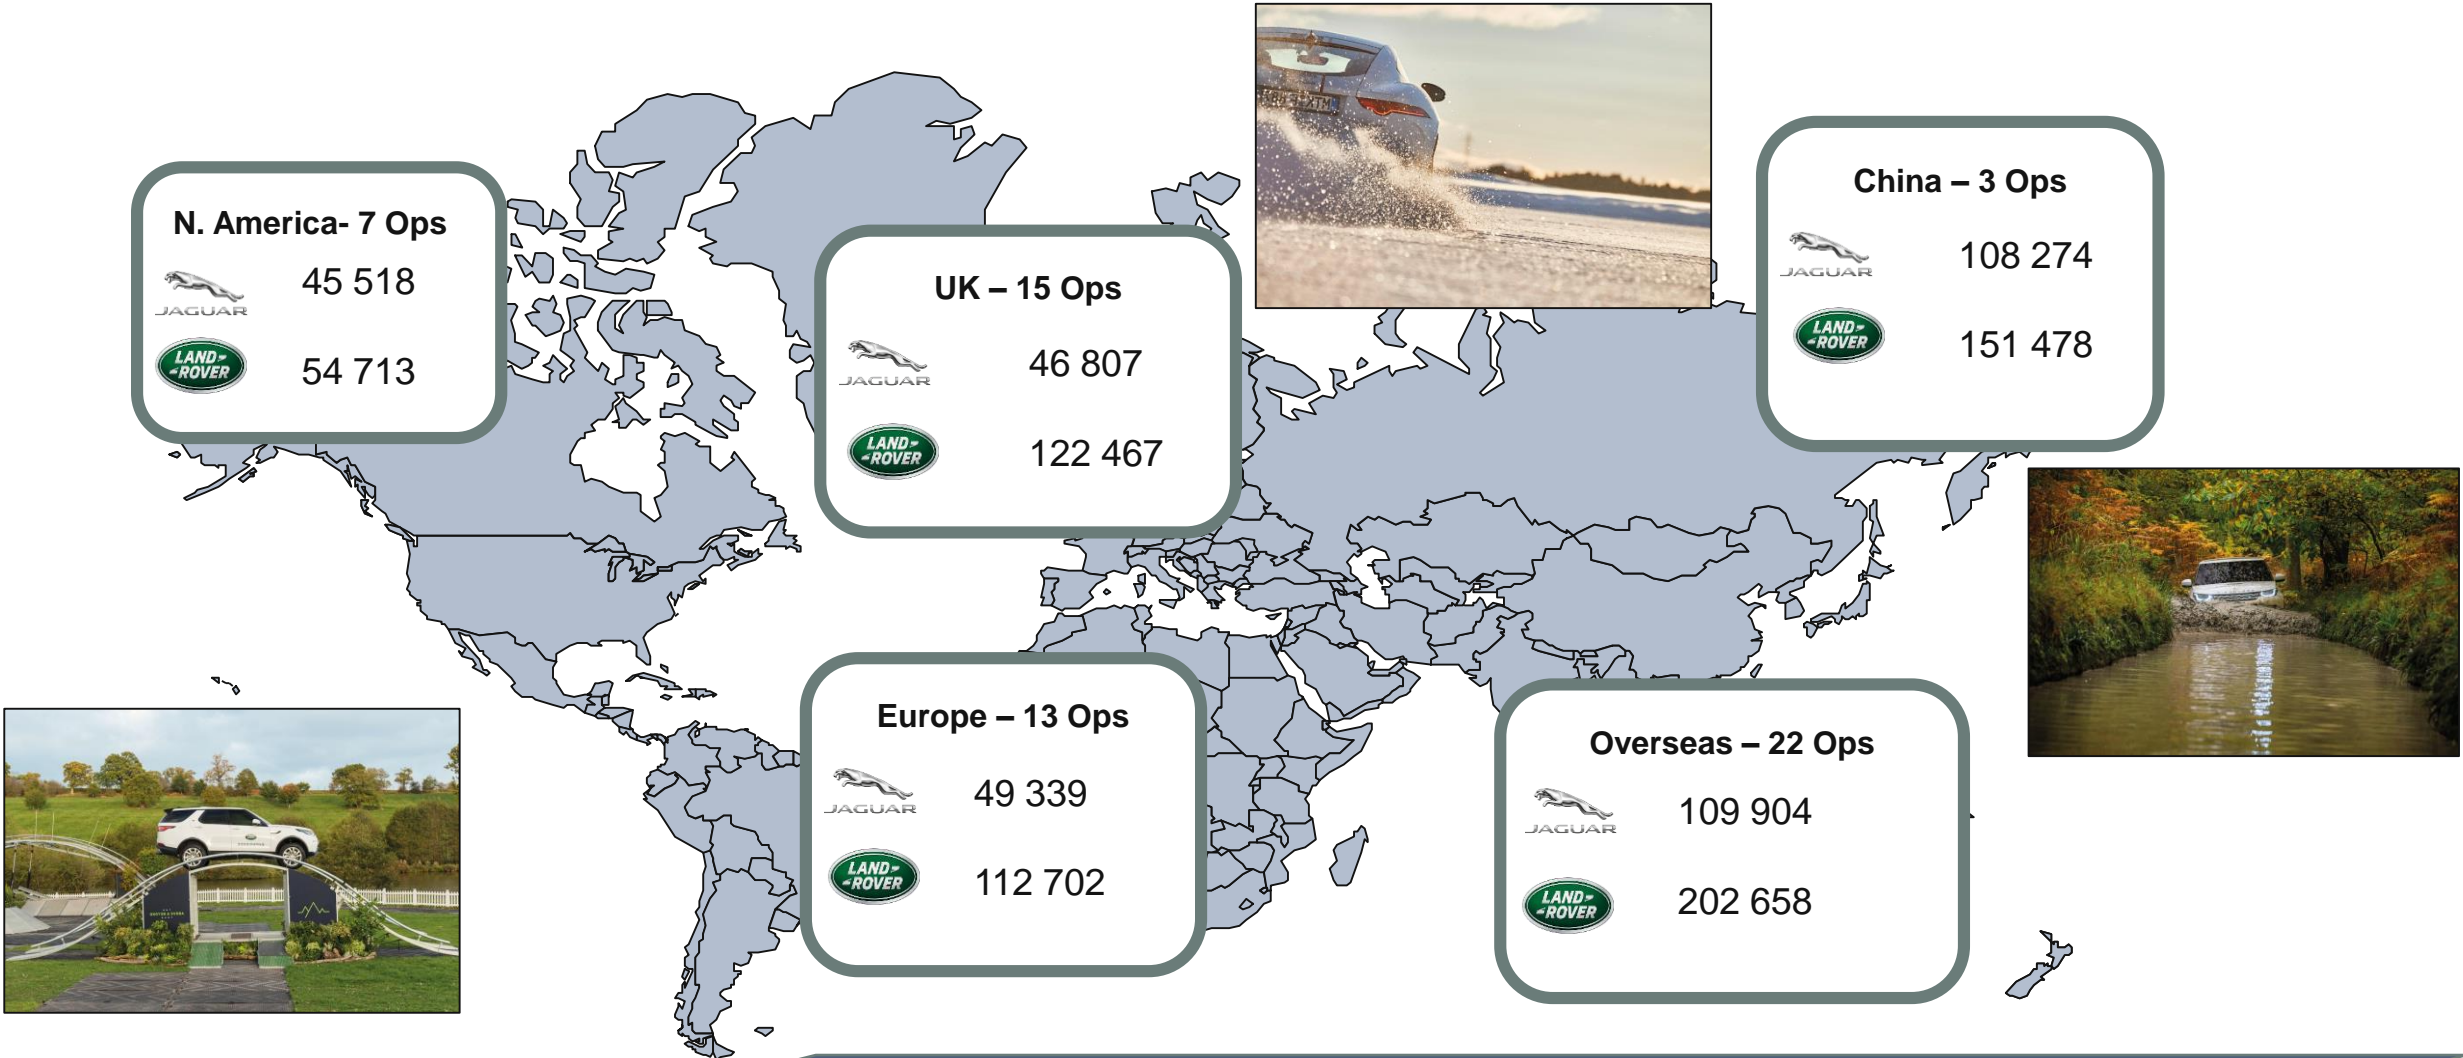 N. America- 7 Ops
JAGUAR
45 518
LAND-
-ROVER
54 713
UK – 15 Ops
JAGUAR
46 807
LAND-
-ROVER
122 467
China – 3 Ops
JAGUAR
108 274
LAND-
-ROVER
151 478
Europe – 13 Ops
JAGUAR
49 339
LAND-
-ROVER
112 702
Overseas – 22 Ops
JAGUAR
109 904
LAND-
-ROVER
202 658